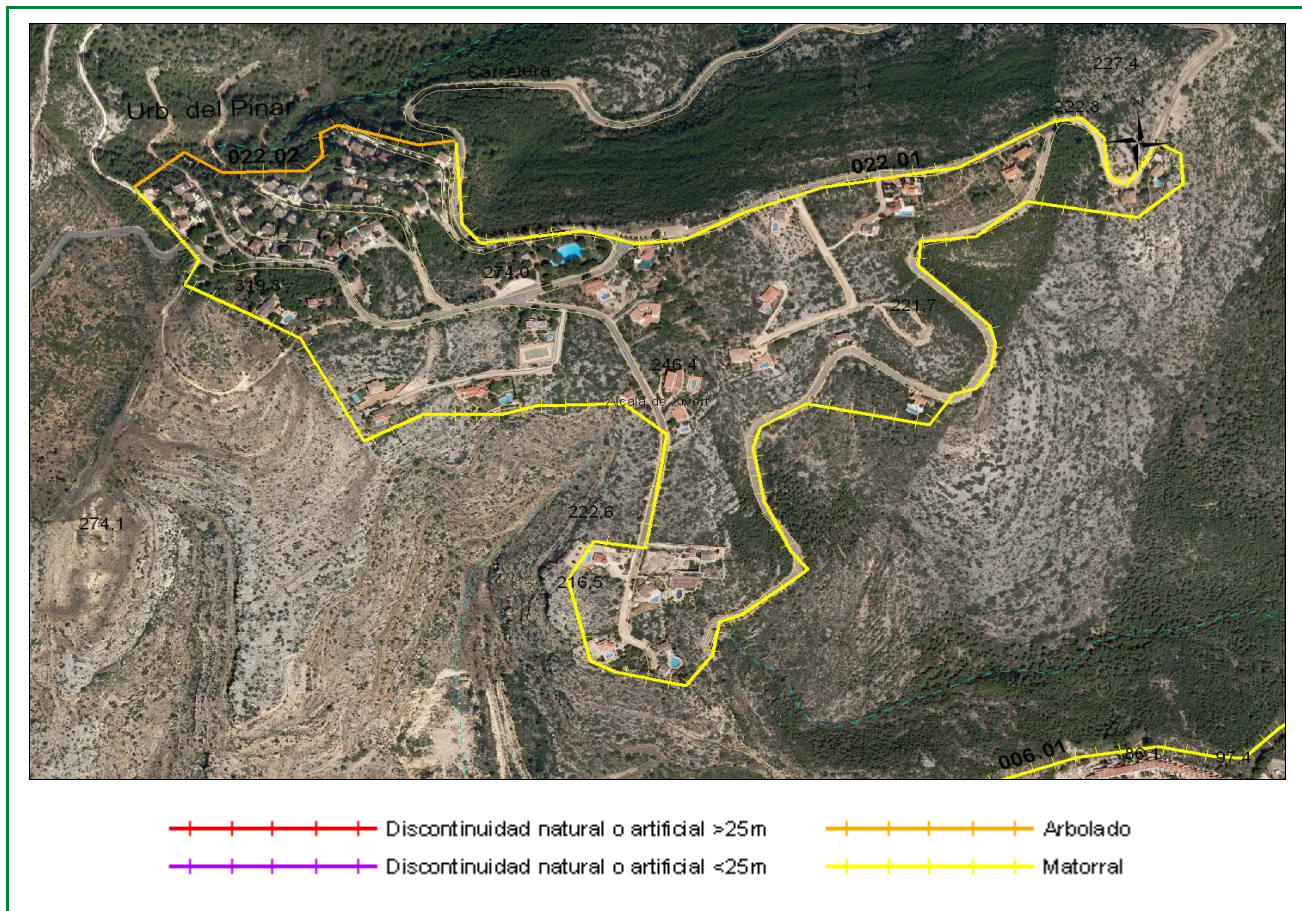 227,4
Carretera
Urb. del Pinar
222,8
N
022.02
022.01
274,0
319,3
221,7
246,4
Alcalà de Xivert
274,1
222,6
216,5
006.01
97,4
Discontinuidad natural o artificial >25m
Arbolado
Discontinuidad natural o artificial <25m
Matorral